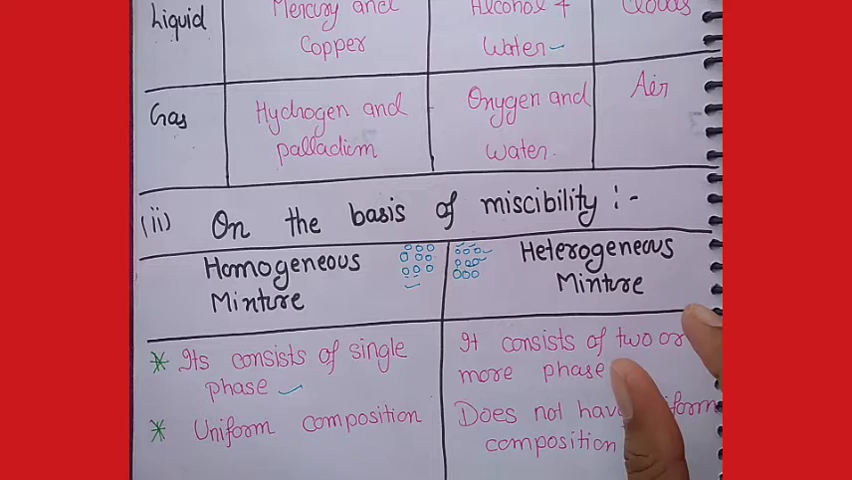 Liquid Mercury and Alcohol + Clouds
Copper Water
Gas Hydrogen and Oxygen and Air
palladium water.
(ii) On the basis of miscibility :-
Homogeneous Heterogeneous
Minture Minture
* Its consists of single It consists of two or
phase more phase
* Uniform composition Does not have
composition